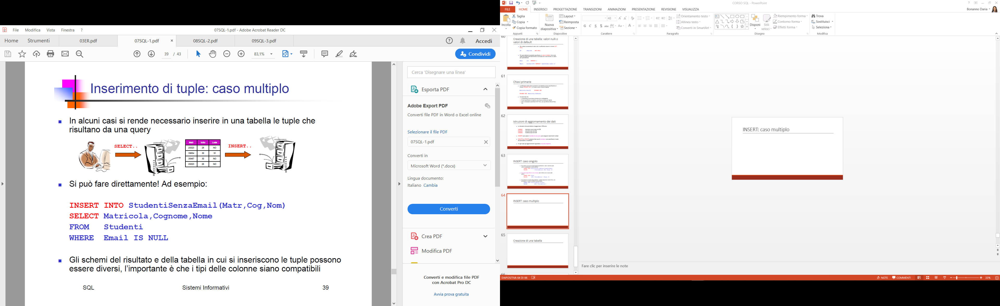 File Modifica Vista Finestra ?
07SQL-1.pdf - Adobe Acrobat Reader DC
Home Strumenti 03ER.pdf 07SQL-1.pdf × 08SQL-2.pdf 09SQL-3.pdf
Accedi
39 / 43
83,1%
Condividi
Inserimento di tuple: caso multiplo
In alcuni casi si rende necessario inserire in una tabella le tuple che
risultano da una query
SELECT..
Matr Voto Lode
29323 28 NO
39654 30 SÌ
35467 30 NO
29323 26 NO
INSERT..
Si può fare direttamente! Ad esempio:
INSERT INTO StudentiSenzaEmail(Matr,Cog,Nom)
SELECT Matricola,Cognome,Nome
FROM Studenti
WHERE Email IS NULL
Gli schemi del risultato e della tabella in cui si inseriscono le tuple possono
essere diversi, l'importante è che i tipi delle colonne siano compatibili
SQL Sistemi Informativi 39
Cerca 'Disegnare una linea'
Esporta PDF
Adobe Export PDF
Converti file PDF in Word o Excel online
Selezionare il file PDF
07SQL-1.pdf
Converti in
Microsoft Word (*.docx)
Lingua documento:
Italiano Cambia
Converti
Crea PDF
Modifica PDF
Converti e modifica file PDF
con Acrobat Pro DC
Avvia prova gratuita
CORSO SQL - PowerPoint
FILE HOME INSERISCI PROGETTAZIONE TRANSIZIONI ANIMAZIONI PRESENTAZIONE REVISIONE VISUALIZZA
Bonanno Daria
Incolla
Taglia
Copia
Copia formato
Appunti
Nuova
diapositiva
Layout
Reimposta
Sezione
Diapositive
48
G C S S abc AV Aa A
Carattere
Orientamento testo
Allinea testo
Converti in SmartArt
Paragrafo
Disponi
Stili
veloci
Riempimento forma
Contorno forma
Effetti forma
Disegno
Trova
Sostituisci
Seleziona
Modifica
60
Creazione di una tabella: valori nulli o
valori di default
61
Chiavi primarie
62
Istruzioni di aggiornamento dei dati
63
INSERT: caso singolo
64
INSERT: caso multiplo
65
Creazione di una tabella
66
INSERT: caso multiplo
Fare clic per inserire le note
DIAPOSITIVA 64 DI 66
NOTE COMMENTI
33%